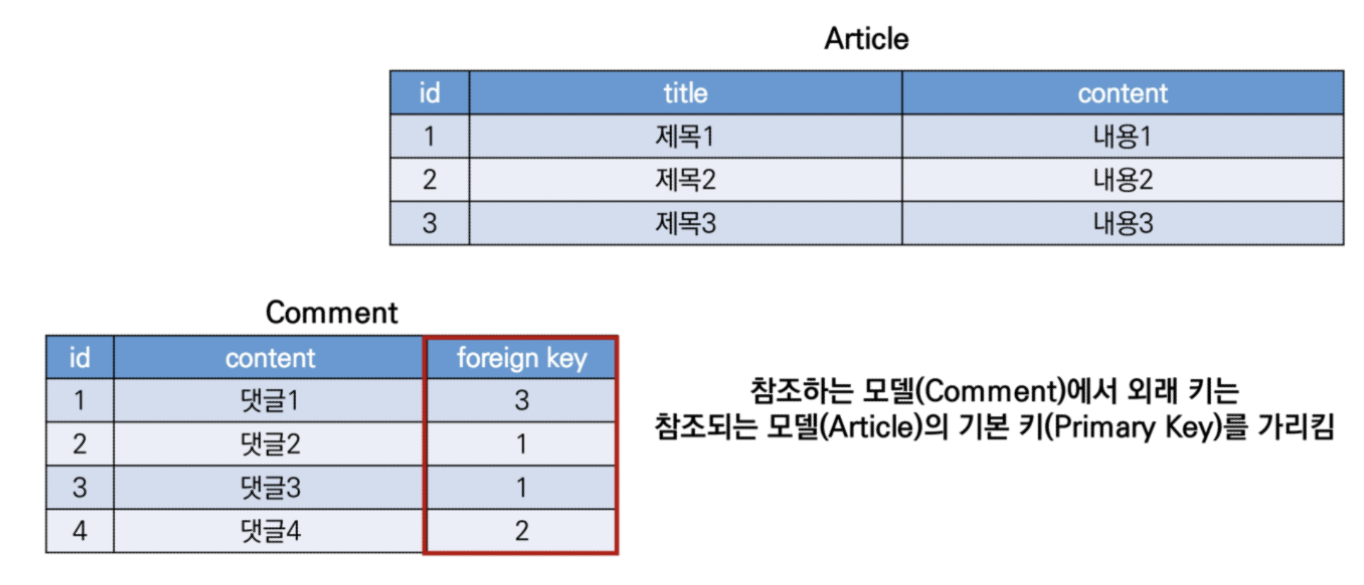 Article
id title content
1 제목1 내용1
2 제목2 내용2
3 제목3 내용3
Comment
id content foreign key
1 댓글1 3
2 댓글2 1
3 댓글3 1
4 댓글4 2
참조하는 모델(Comment)에서 외래 키는
참조되는 모델(Article)의 기본 키(Primary Key)를 가리킴